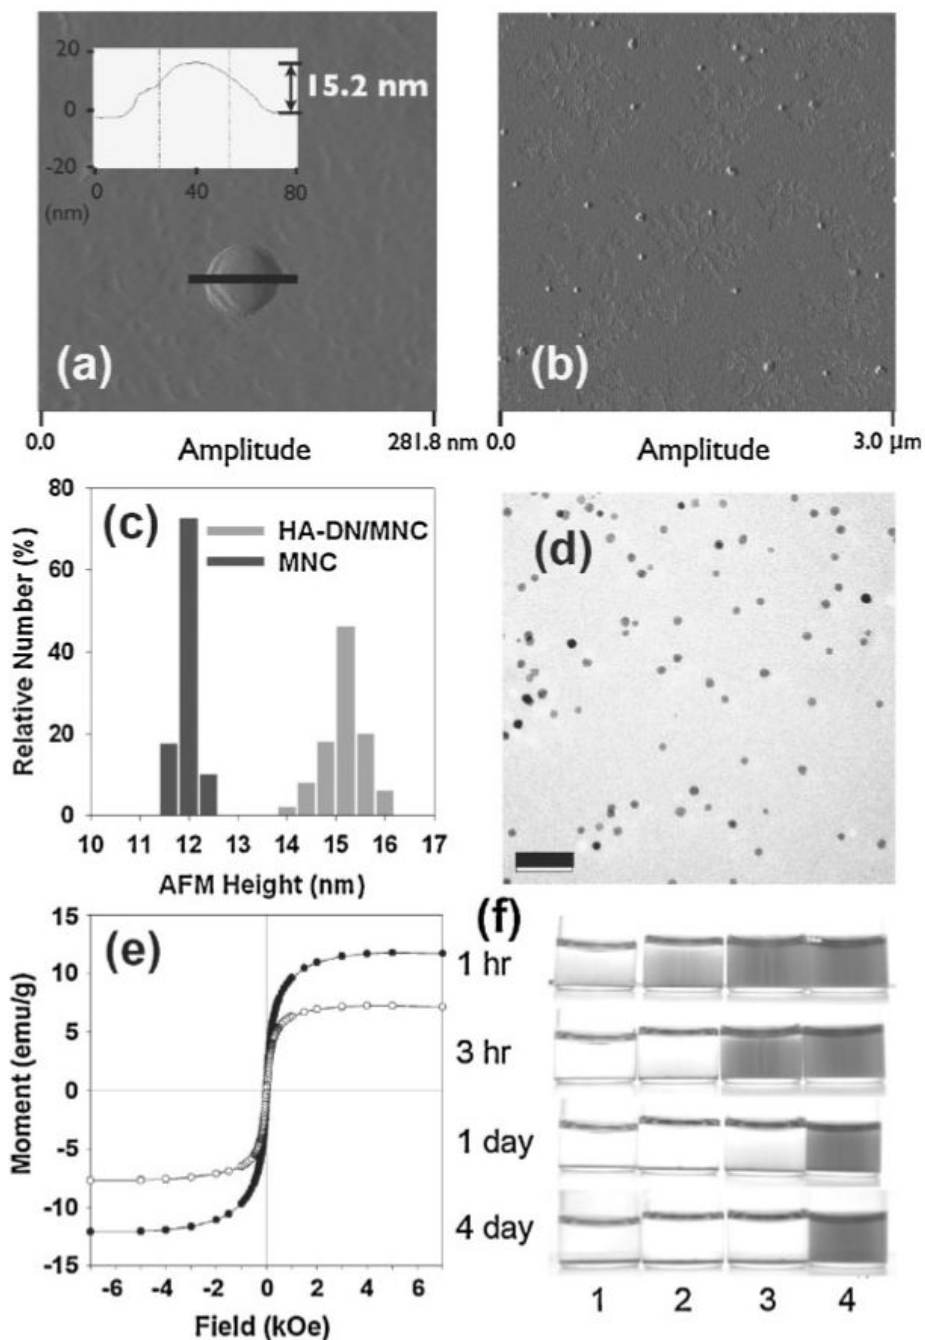 20
0
-20
15.2 nm
0 40 80
(nm)
(a)
(b)
0.0 Amplitude 281.8 nm
0.0 Amplitude 3.0 μm
(c)
80
60
40
20
0
HA-DN/MNC
MNC
Relative Number (%)
10 11 12 13 14 15 16 17
AFM Height (nm)
(d)
(e)
15
10
5
0
-5
-10
-15
Moment (emu/g)
-6 -4 -2 0 2 4 6
Field (kOe)
(f)
1 hr
3 hr
1 day
4 day
1 2 3 4